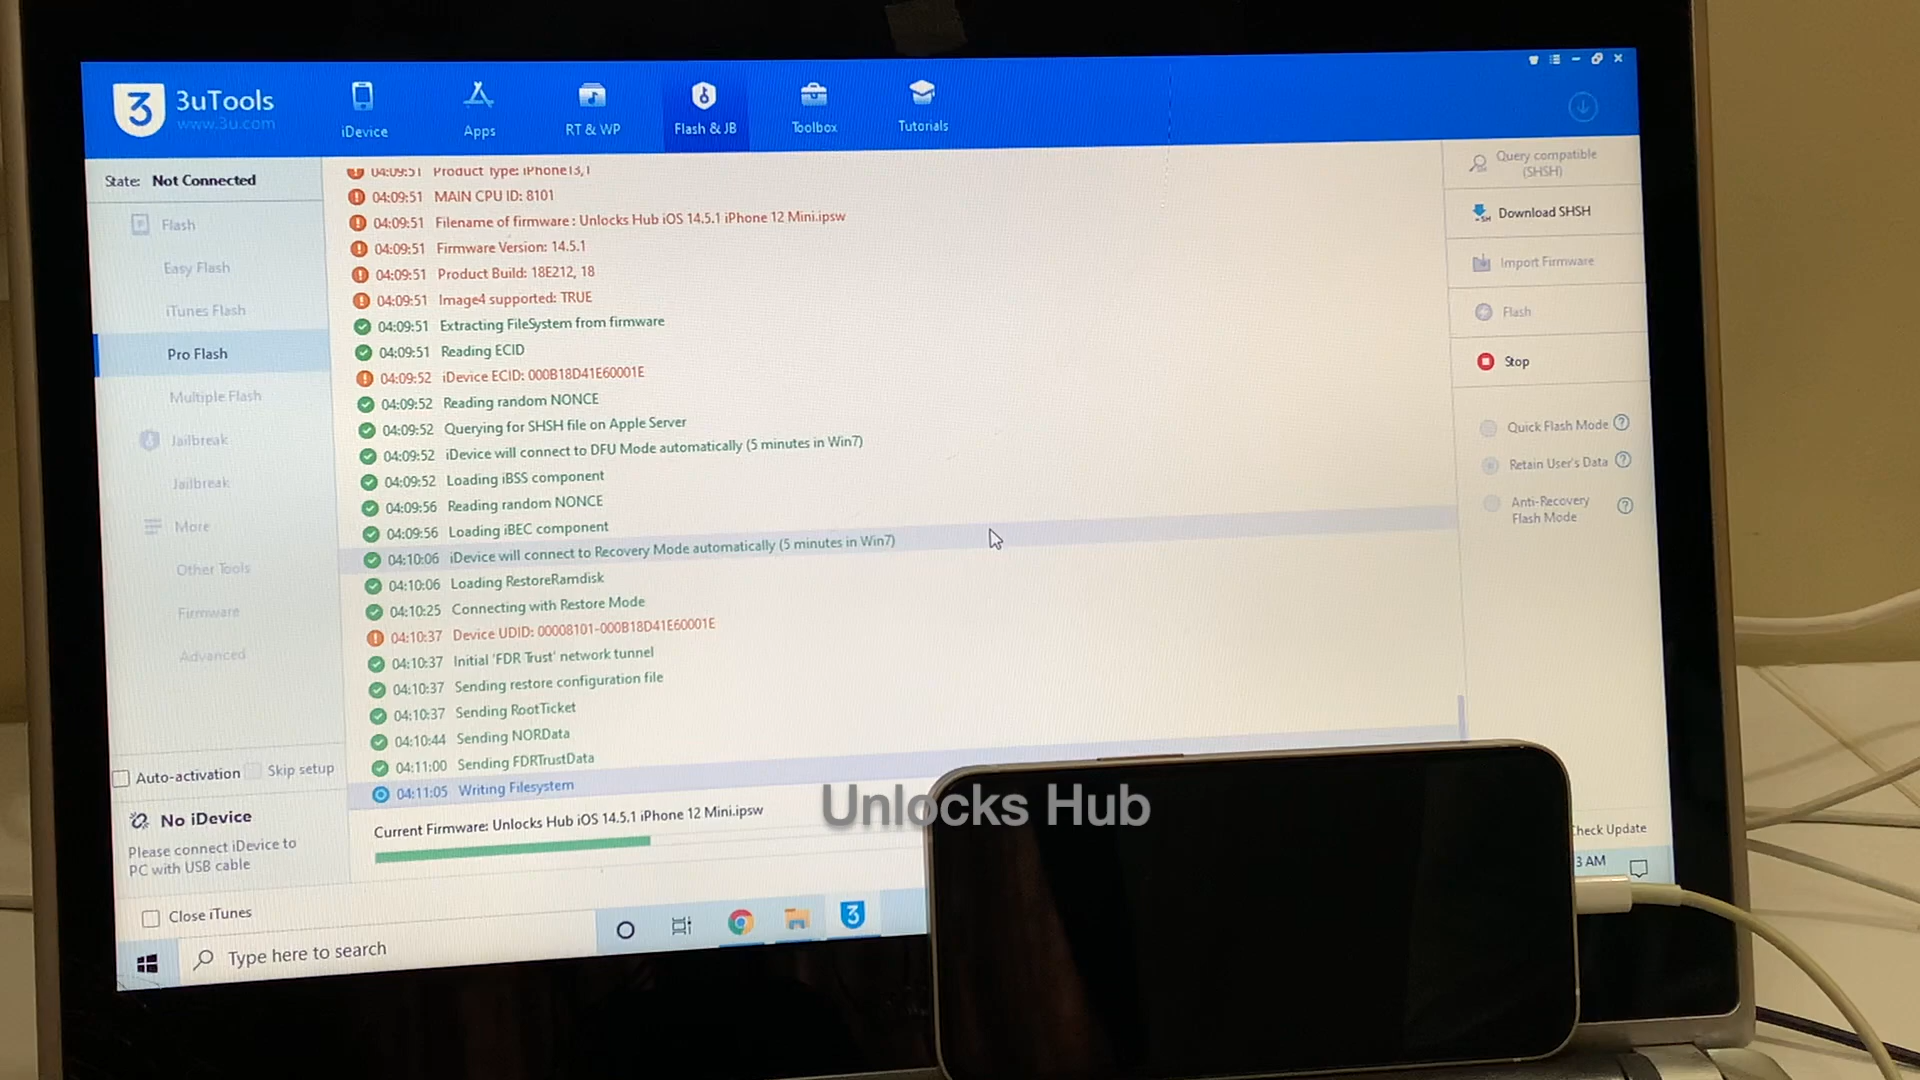 3 3uTools
www.3u.com
iDevice
Apps
RT & WP
Flash & JB
Toolbox
Tutorials
State: Not Connected
Flash
Easy Flash
iTunes Flash
Pro Flash
Multiple Flash
Jailbreak
Jailbreak
More
Other Tools
Firmware
Advanced
Auto-activation
Skip setup
No iDevice
Please connect iDevice to
PC with USB cable
Close iTunes
04:09:51 Product Type: iPhone13,1
04:09:51 MAIN CPU ID: 8101
04:09:51 Filename of firmware : Unlocks Hub iOS 14.5.1 iPhone 12 Mini.ipsw
04:09:51 Firmware Version: 14.5.1
04:09:51 Product Build: 18E212, 18
04:09:51 Image4 supported: TRUE
04:09:51 Extracting FileSystem from firmware
04:09:51 Reading ECID
04:09:52 iDevice ECID: 000B18D41E60001E
04:09:52 Reading random NONCE
04:09:52 Querying for SHSH file on Apple Server
04:09:52 iDevice will connect to DFU Mode automatically (5 minutes in Win7)
04:09:52 Loading iBSS component
04:09:56 Reading random NONCE
04:09:56 Loading iBEC component
04:10:06 iDevice will connect to Recovery Mode automatically (5 minutes in Win7)
04:10:06 Loading RestoreRamdisk
04:10:25 Connecting with Restore Mode
04:10:37 Device UDID: 00008101-000B18D41E60001E
04:10:37 Initial 'FDR Trust' network tunnel
04:10:37 Sending restore configuration file
04:10:37 Sending RootTicket
04:10:44 Sending NORData
04:11:00 Sending FDRTrustData
04:11:05 Writing Filesystem
Current Firmware: Unlocks Hub iOS 14.5.1 iPhone 12 Mini.ipsw
Query compatible
(SHSH)
Download SHSH
Import Firmware
Flash
Stop
Quick Flash Mode ?
Retain User's Data ?
Anti-Recovery
Flash Mode ?
Check Update
3 AM
Type here to search
3
Unlocks Hub